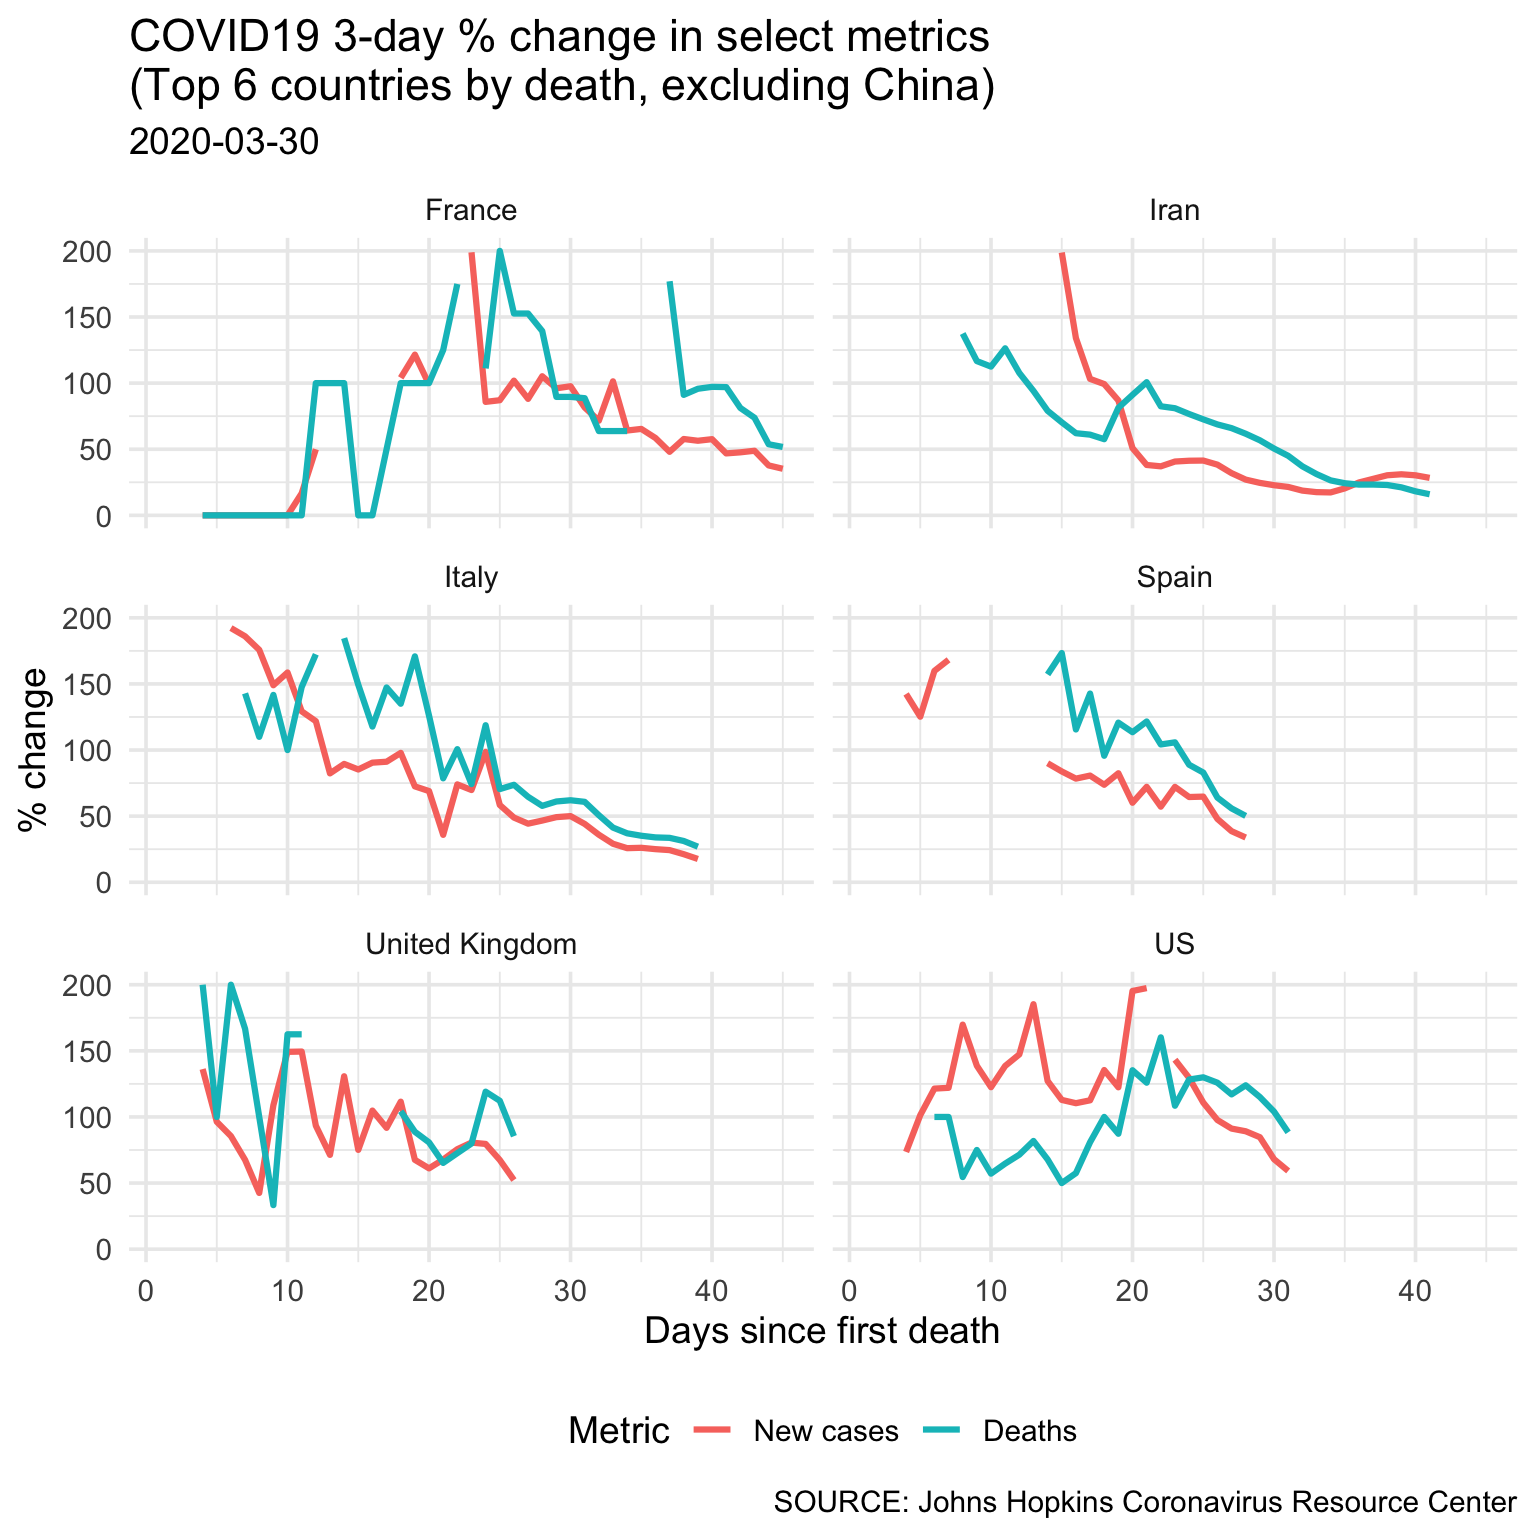 COVID19 3-day % change in select metrics
(Top 6 countries by death, excluding China)
2020-03-30
France
Iran
200
150
100
50
0
Italy
Spain
200
150
100
50
0
% change
United Kingdom
US
200
150
100
50
0
0 10 20 30 40
0 10 20 30 40
Days since first death
Metric New cases Deaths
SOURCE: Johns Hopkins Coronavirus Resource Center